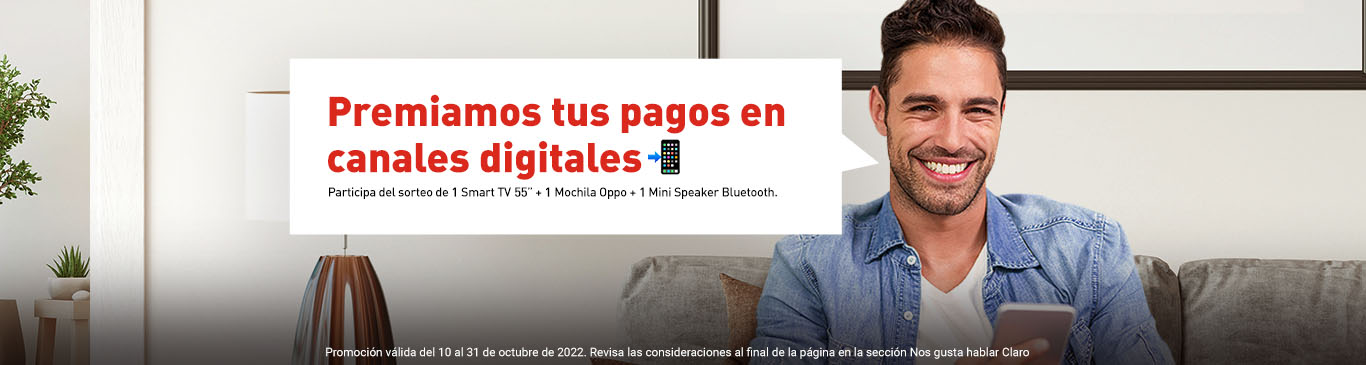 Premiamos tus pagos en
canales digitales
Participa del sorteo de 1 Smart TV 55" + 1 Mochila Oppo + 1 Mini Speaker Bluetooth.
Promoción válida del 10 al 31 de octubre de 2022. Revisa las consideraciones al final de la página en la sección Nos gusta hablar Claro